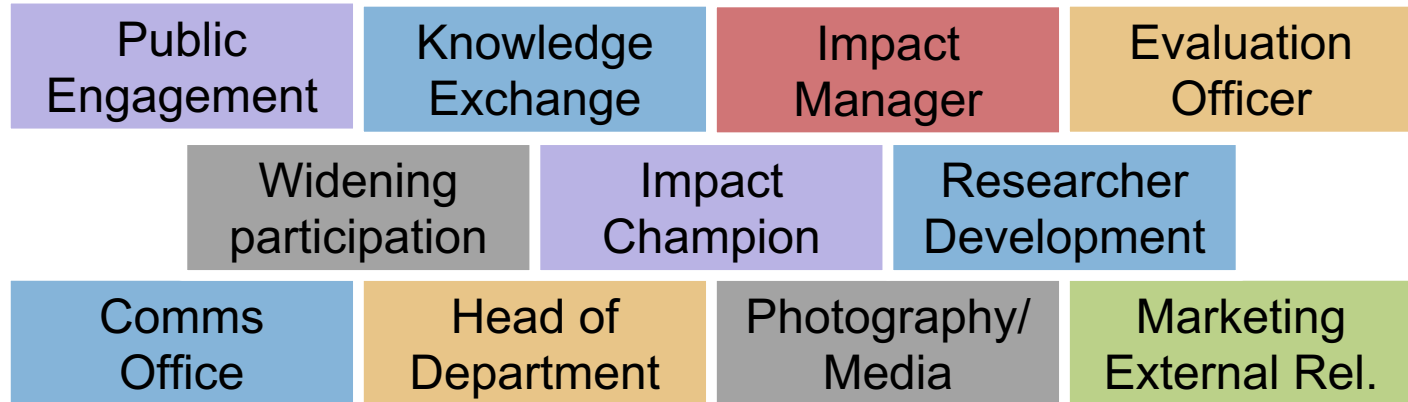 Public
Engagement
Knowledge
Exchange
Impact
Manager
Evaluation
Officer
Widening
participation
Impact
Champion
Researcher
Development
Comms
Office
Head of
Department
Photography/
Media
Marketing
External Rel.